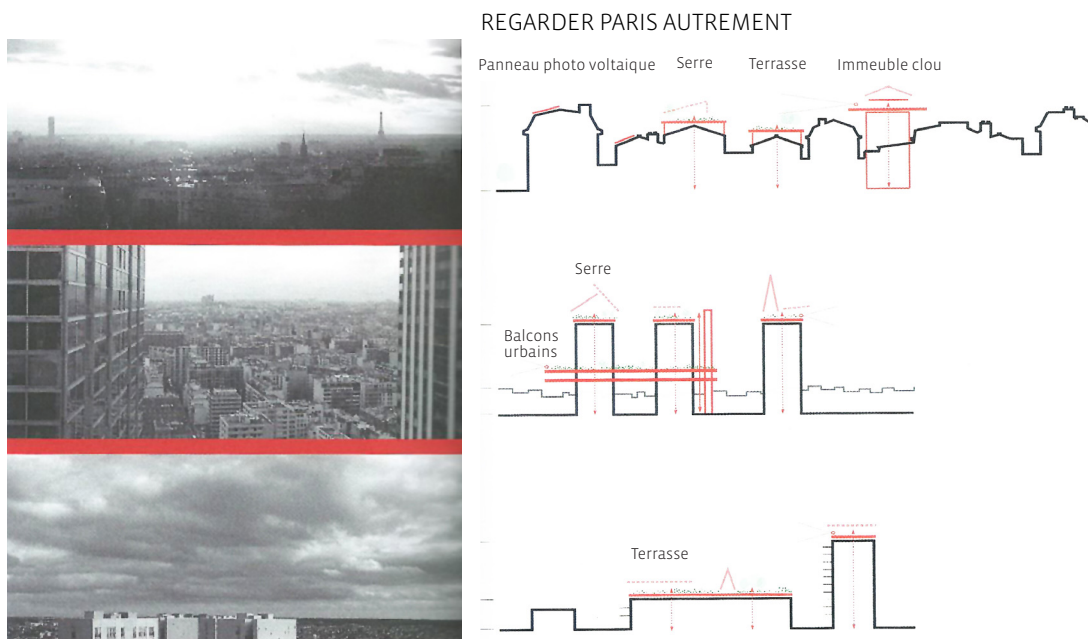 REGARDER PARIS AUTREMENT
Panneau photo voltaique
Serre
Terrasse
Immeuble clou
Serre
Balcons
urbains
Terrasse